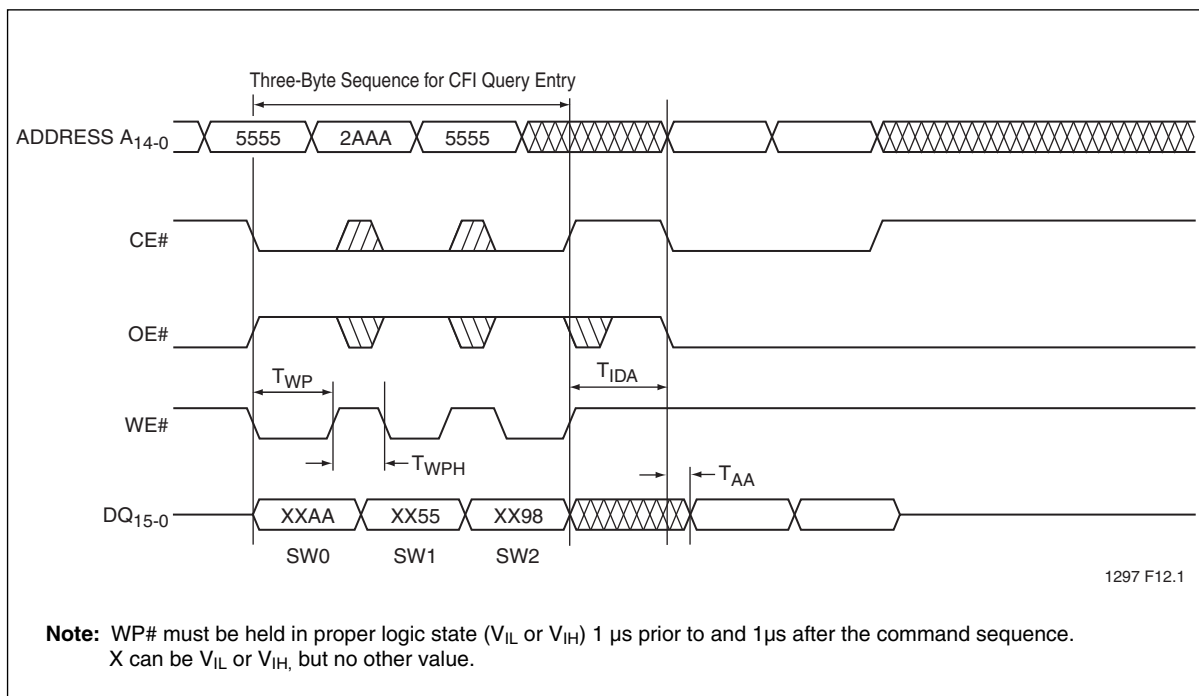 Three-Byte Sequence for CFI Query Entry
ADDRESS A14-0
5555
2AAA
5555
CE#
OE#
TWP
TIDA
WE#
TWPH
TAA
DQ15-0
XXAA
XX55
XX98
SW0
SW1
SW2
1297 F12.1
Note: WP# must be held in proper logic state (VIL or VIH) 1 µs prior to and 1µs after the command sequence.
X can be VIL or VIH, but no other value.